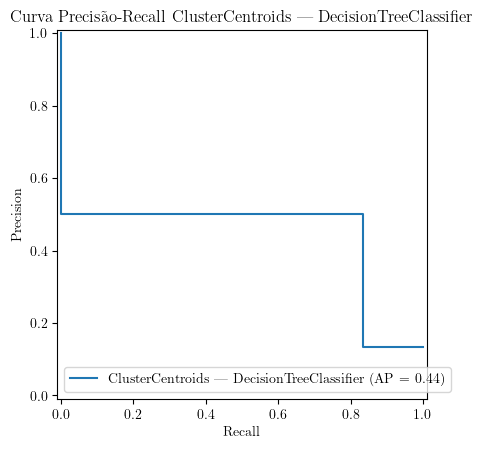 Curva Precisão-Recall ClusterCentroids — DecisionTreeClassifier
1.0
0.8
0.6
0.4
0.2
0.0
Precision
ClusterCentroids — DecisionTreeClassifier (AP = 0.44)
0.0 0.2 0.4 0.6 0.8 1.0
Recall